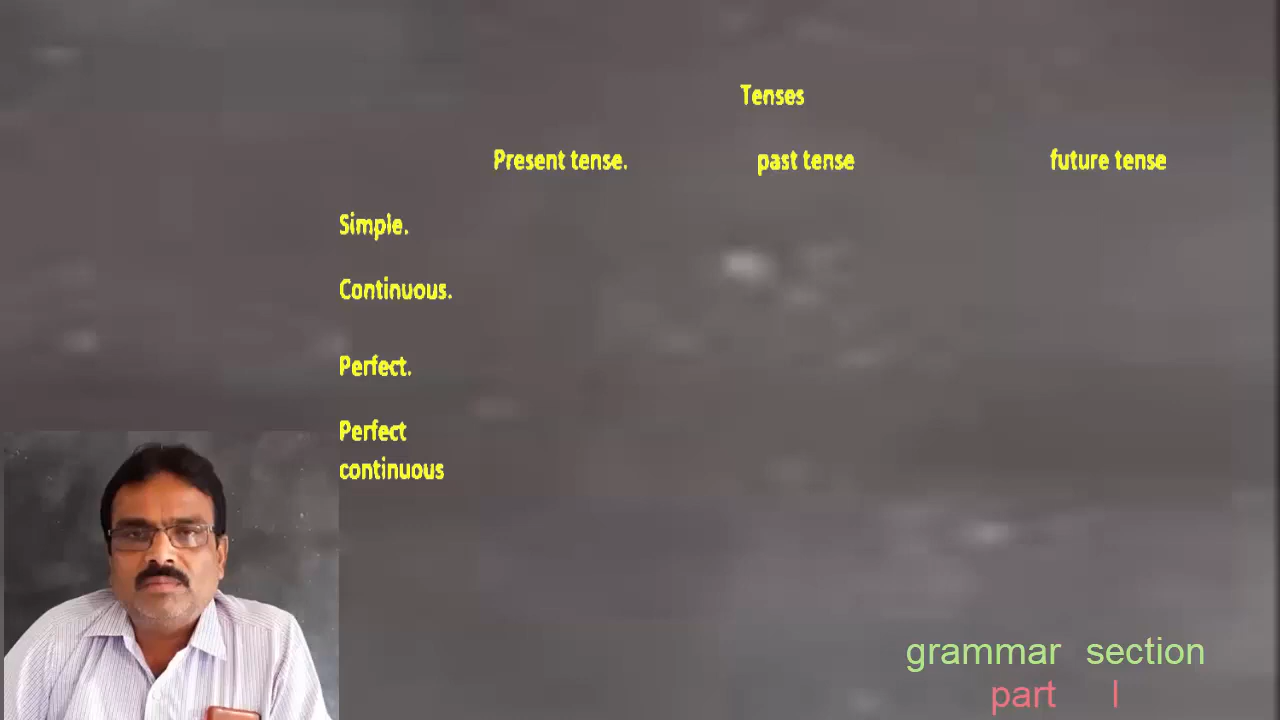 Tenses
Present tense. past tense future tense
Simple.
Continuous.
Perfect.
Perfect
continuous
grammar section
part I